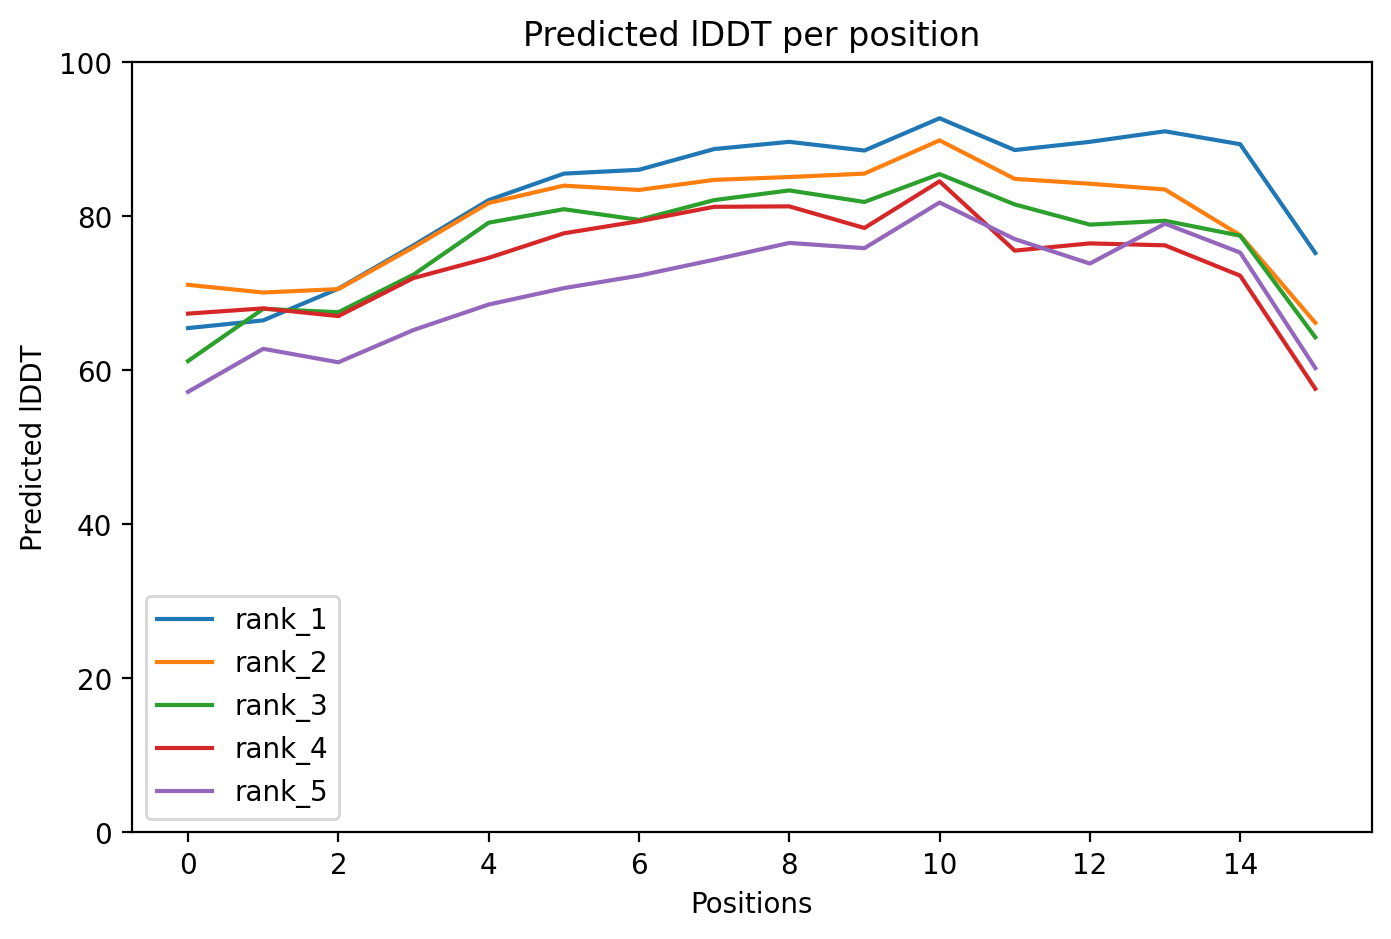 Predicted lDDT per position
100
80
60
40
20
0
Predicted lDDT
rank_1
rank_2
rank_3
rank_4
rank_5
0 2 4 6 8 10 12 14
Positions